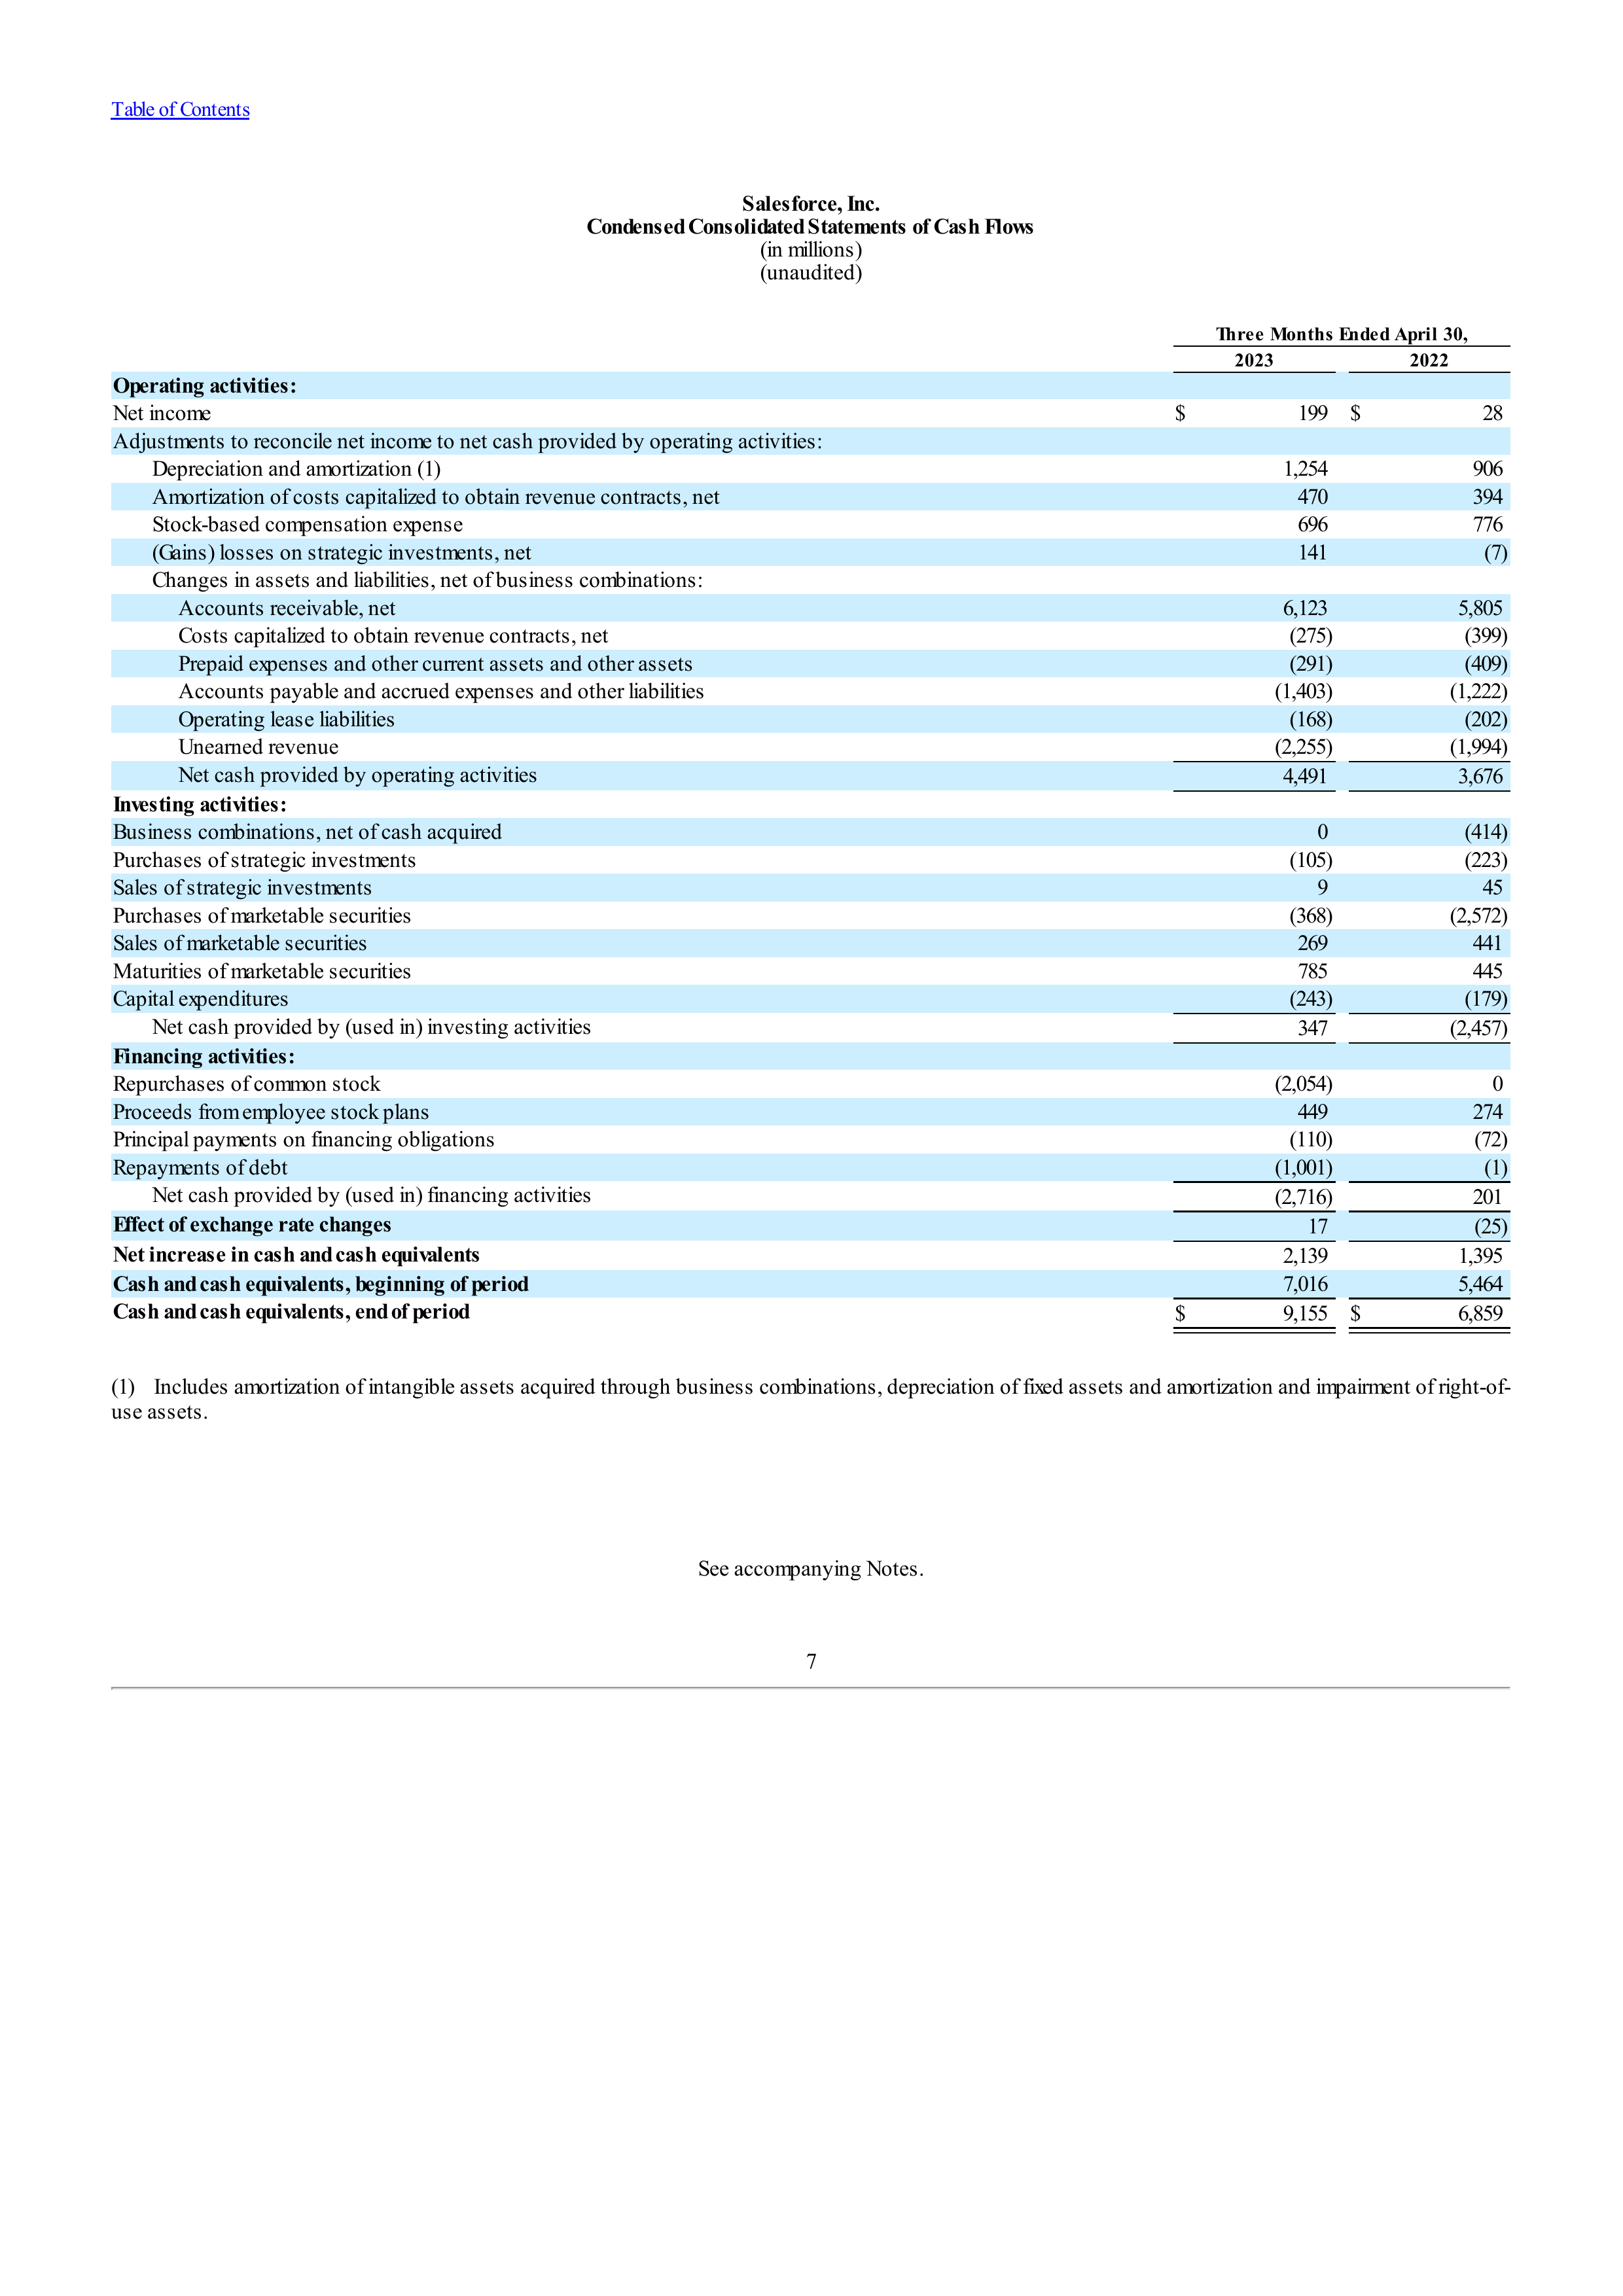 Table of Contents
Salesforce, Inc.
Condensed Consolidated Statements of Cash Flows
(in millions)
(unaudited)
Three Months Ended April 30,
2023 2022
Operating activities:
Net income $ 199 $ 28
Adjustments to reconcile net income to net cash provided by operating activities:
Depreciation and amortization (1) 1,254 906
Amortization of costs capitalized to obtain revenue contracts, net 470 394
Stock-based compensation expense 696 776
(Gains) losses on strategic investments, net 141 (7)
Changes in assets and liabilities, net of business combinations:
Accounts receivable, net 6,123 5,805
Costs capitalized to obtain revenue contracts, net (275) (399)
Prepaid expenses and other current assets and other assets (291) (409)
Accounts payable and accrued expenses and other liabilities (1,403) (1,222)
Operating lease liabilities (168) (202)
Unearned revenue (2,255) (1,994)
Net cash provided by operating activities 4,491 3,676
Investing activities:
Business combinations, net of cash acquired 0 (414)
Purchases of strategic investments (105) (223)
Sales of strategic investments 9 45
Purchases of marketable securities (368) (2,572)
Sales of marketable securities 269 441
Maturities of marketable securities 785 445
Capital expenditures (243) (179)
Net cash provided by (used in) investing activities 347 (2,457)
Financing activities:
Repurchases of common stock (2,054) 0
Proceeds from employee stock plans 449 274
Principal payments on financing obligations (110) (72)
Repayments of debt (1,001) (1)
Net cash provided by (used in) financing activities (2,716) 201
Effect of exchange rate changes 17 (25)
Net increase in cash and cash equivalents 2,139 1,395
Cash and cash equivalents, beginning of period 7,016 5,464
Cash and cash equivalents, end of period $ 9,155 $ 6,859
(1) Includes amortization of intangible assets acquired through business combinations, depreciation of fixed assets and amortization and impairment of right-of-
use assets.
See accompanying Notes.
7